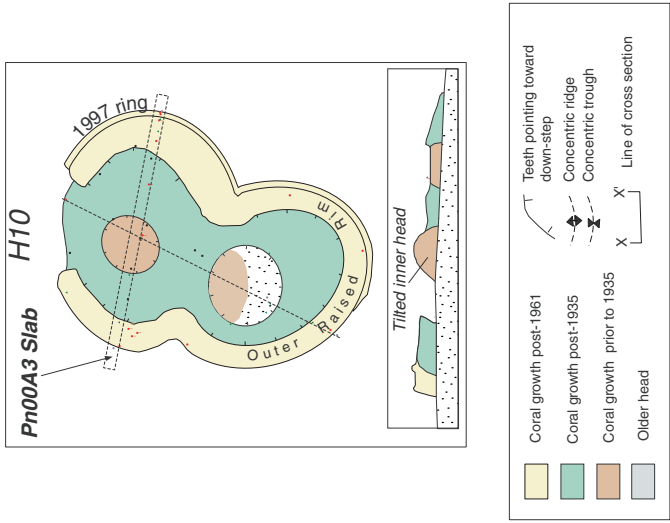 H10
Pn00A3 Slab
1997 ring
Outer Raised Rim
Tilted inner head
Coral growth post-1961
Coral growth post-1935
Coral growth prior to 1935
Older head
Teeth pointing toward
down-step
Concentric ridge
Concentric trough
X X'
Line of cross section